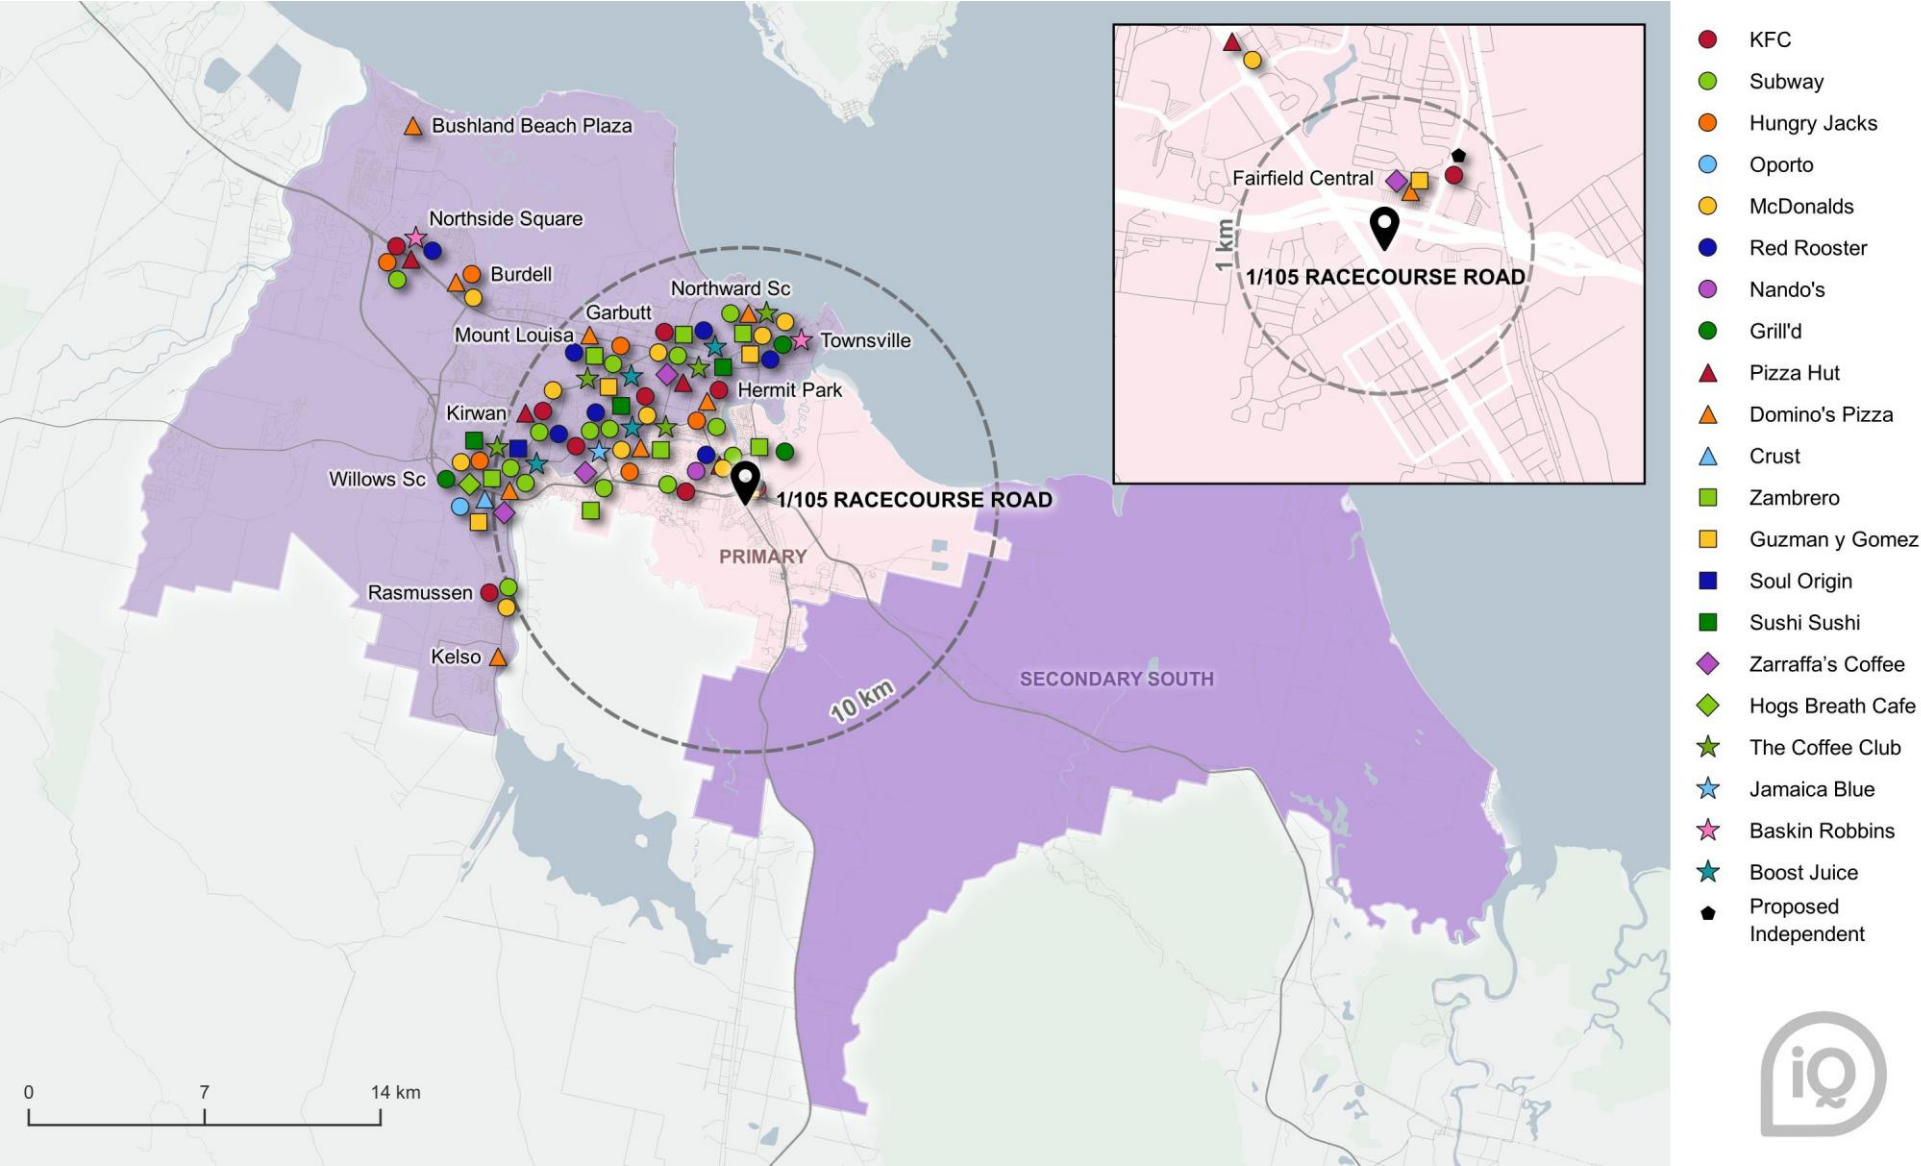 Bushland Beach Plaza
Northside Square
Burdell
Northward Sc
Garbutt
Mount Louisa
Townsville
Hermit Park
Kirwan
Willows Sc
1/105 RACECOURSE ROAD
PRIMARY
Rasmussen
Kelso
SECONDARY SOUTH
10 km
0 7 14 km
Fairfield Central
1 km
1/105 RACECOURSE ROAD
KFC
Subway
Hungry Jacks
Oporto
McDonalds
Red Rooster
Nando's
Grill'd
Pizza Hut
Domino's Pizza
Crust
Zambrero
Guzman y Gomez
Soul Origin
Sushi Sushi
Zarraffa’s Coffee
Hogs Breath Cafe
The Coffee Club
Jamaica Blue
Baskin Robbins
Boost Juice
Proposed
Independent
iQ